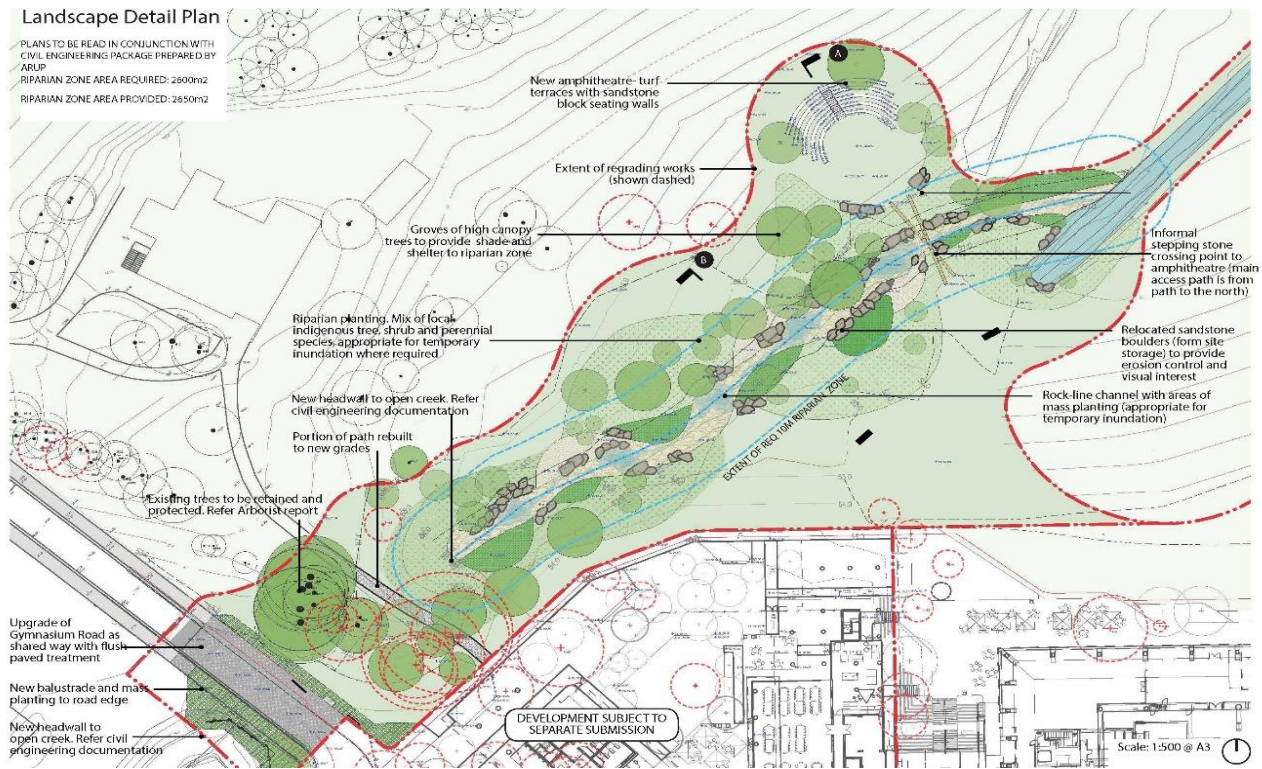 Landscape Detail Plan
PLANS TO BE READ IN CONJUNCTION WITH
CIVIL ENGINEERING PACKAGE PREPARED BY
ARUP
RIPARIAN ZONE AREA REQUIRED: 2600m2
RIPARIAN ZONE AREA PROVIDED: 2650m2
A
New amphitheatre- turf
terraces with sandstone
block seating walls
Extent of regrading works
(shown dashed)
Groves of high canopy
trees to provide shade and
shelter to riparian zone
B
Informal
stepping stone
crossing point to
amphitheatre (main
access path is from
path to the north)
Riparian planting. Mix of local
indigenous tree, shrub and perennial
species, appropriate for temporary
inundation where required
Relocated sandstone
boulders (form site
storage) to provide
erosion control and
visual interest
New headwall to open creek. Refer
civil engineering documentation
Rock-line channel with areas of
mass planting (appropriate for
temporary inundation)
EXTENT OF REQ 10M RIPARIAN ZONE
Portion of path rebuilt
to new grades
Existing trees to be retained and
protected. Refer Arborist report
Upgrade of
Gymnasium Road as
shared way with flush
paved treatment
New balustrade and mass
planting to road edge
New headwall to
open creek. Refer civil
engineering documentation
DEVELOPMENT SUBJECT TO
SEPARATE SUBMISSION
Scale: 1:500 @ A3